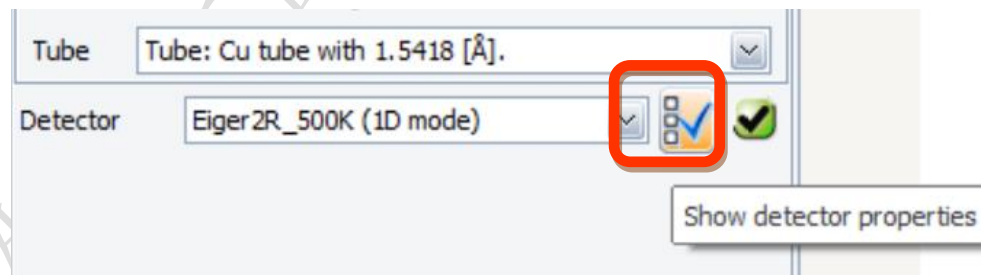 Tube Tube: Cu tube with 1.5418 [Å].
Detector Eiger2R_500K (1D mode)
Show detector properties